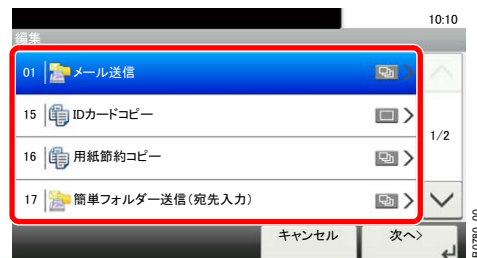 10:10
編集
01 メール送信
15 IDカードコピー
16 用紙節約コピー
1/2
17 簡単フォルダー送信(宛先入力)
キャンセル 次へ>
B0780_00